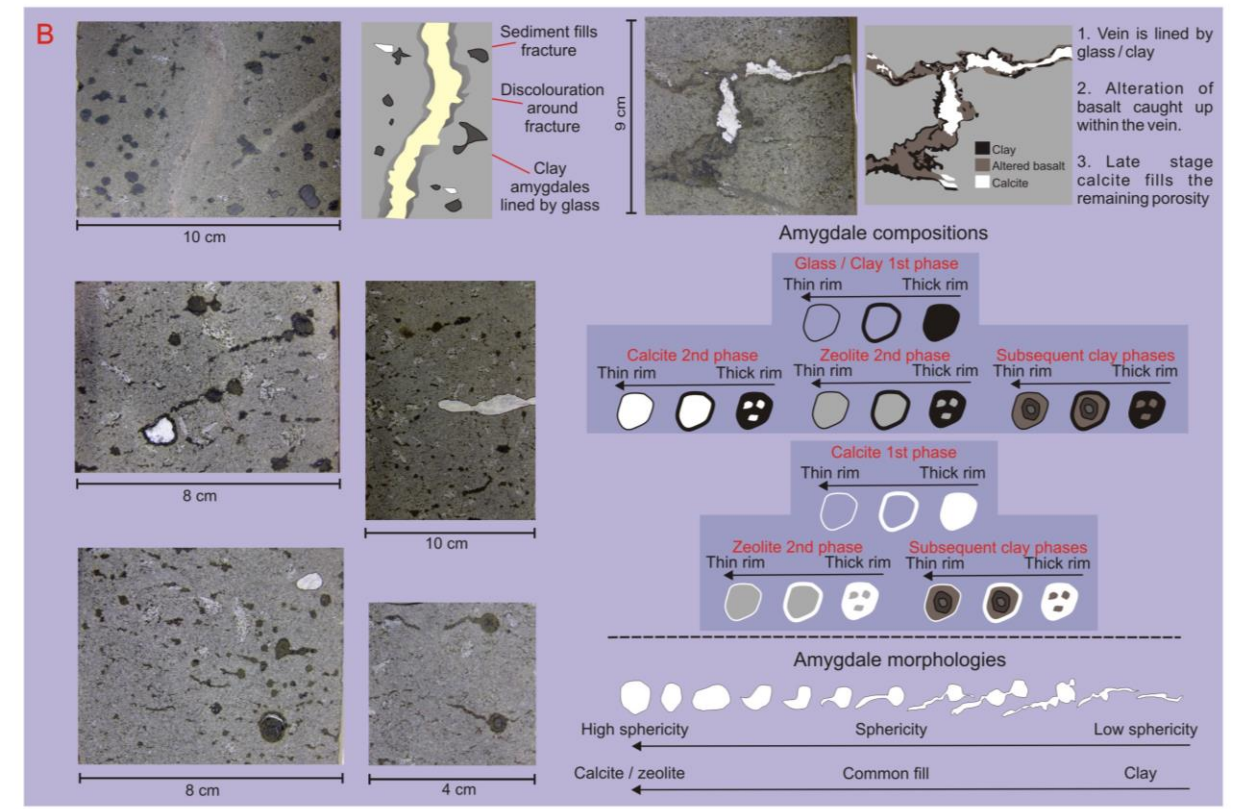 B
Sediment fills
fracture
Discolouration
around
fracture
Clay
amygdales
lined by glass
10 cm
9 cm
Clay
Altered basalt
Calcite
1. Vein is lined by
glass / clay
2. Alteration of
basalt caught up
within the vein.
3. Late stage
calcite fills the
remaining porosity
8 cm
10 cm
8 cm
4 cm
Amygdale compositions
Glass / Clay 1st phase
Thin rim Thick rim
Calcite 2nd phase Zeolite 2nd phase Subsequent clay phases
Thin rim Thick rim Thin rim Thick rim Thin rim Thick rim
Calcite 1st phase
Thin rim Thick rim
Zeolite 2nd phase Subsequent clay phases
Thin rim Thick rim Thin rim Thick rim
Amygdale morphologies
High sphericity Sphericity Low sphericity
Calcite / zeolite Common fill Clay